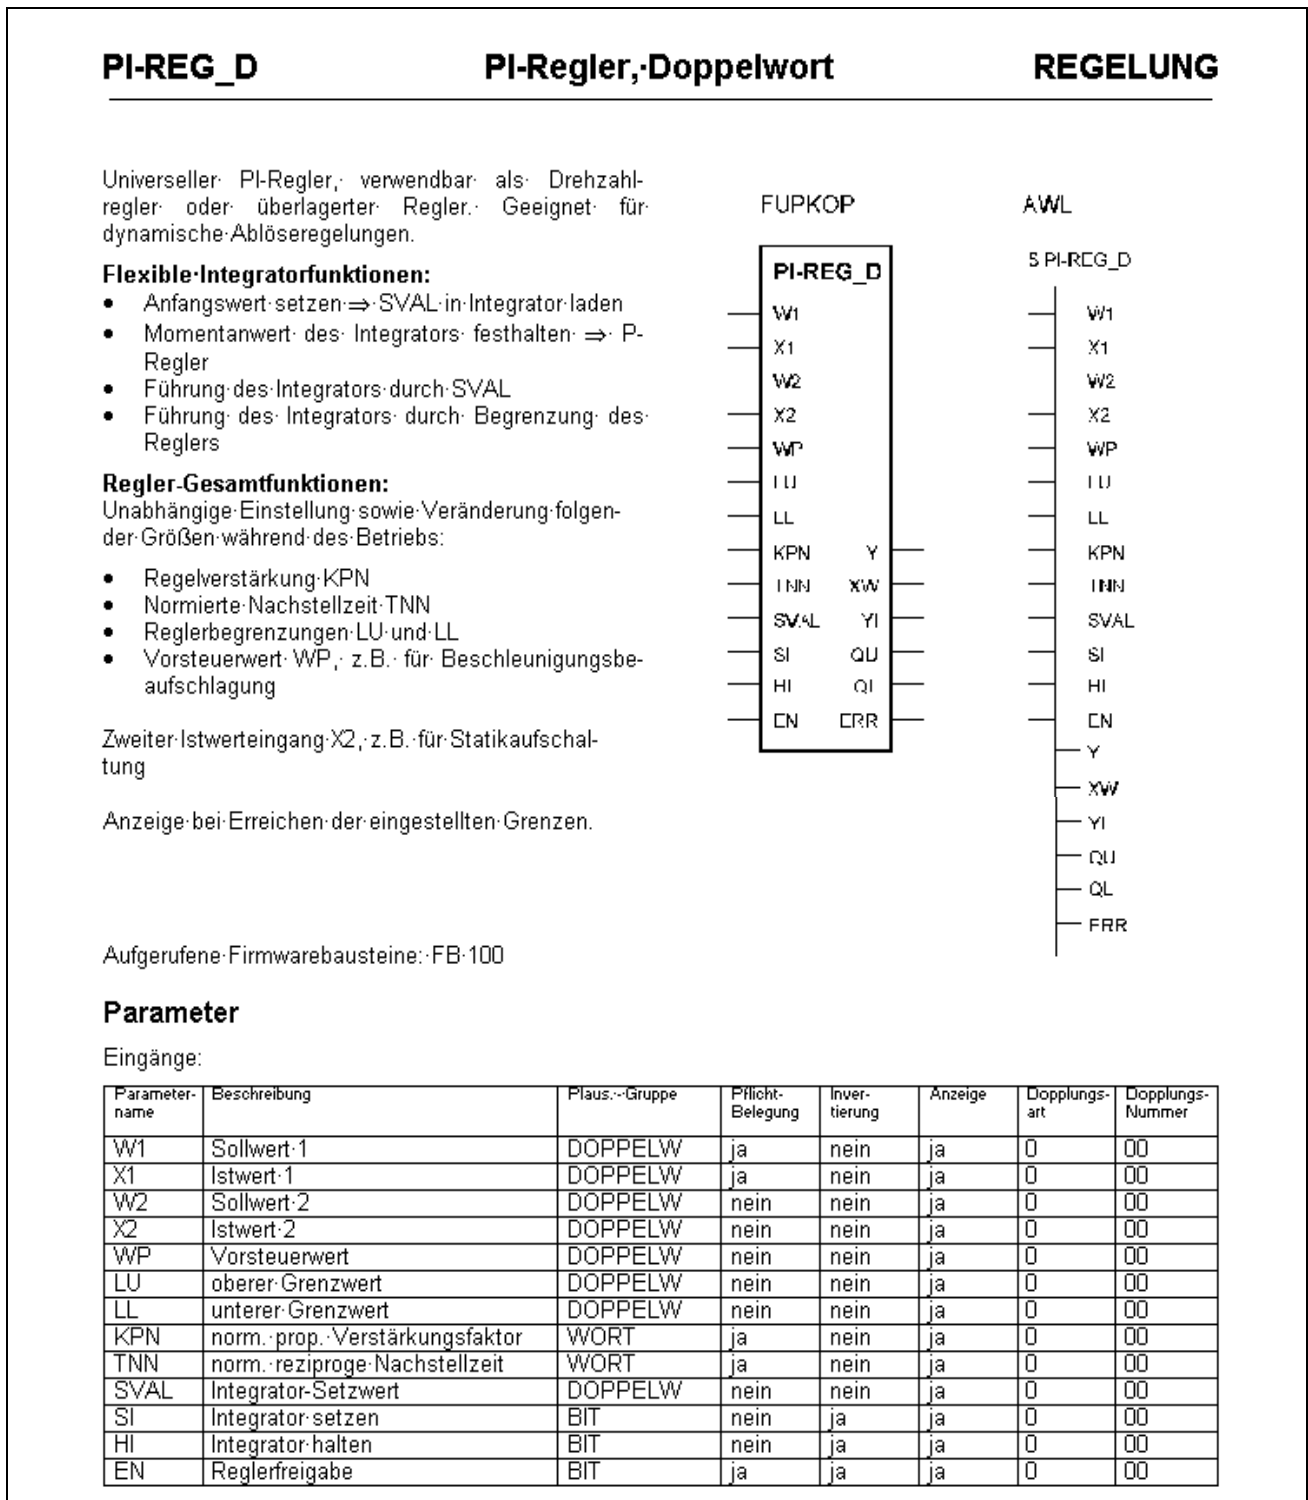 PI-REG_D PI-Regler,·Doppelwort REGELUNG
Universeller· PI-Regler,· verwendbar· als· Drehzahl-
regler· oder· überlagerter· Regler.· Geeignet· für·
dynamische·Ablöseregelungen.
Flexible·Integratorfunktionen:
• Anfangswert·setzen·⇒·SVAL·in·Integrator·laden
• Momentanwert· des· Integrators· festhalten· ⇒· P-
Regler
• Führung·des·Integrators·durch·SVAL
• Führung· des· Integrators· durch· Begrenzung· des·
Reglers
Regler-Gesamtfunktionen:
Unabhängige·Einstellung·sowie·Veränderung·folgen-
der·Größen·während·des·Betriebs:
• Regelverstärkung·KPN
• Normierte·Nachstellzeit·TNN
• Reglerbegrenzungen·LU·und·LL
• Vorsteuerwert· WP,· z.B.· für· Beschleunigungsbe-
aufschlagung
Zweiter·Istwerteingang·X2,·z.B.·für·Statikaufschal-
tung
Anzeige·bei·Erreichen·der·eingestellten·Grenzen.
Aufgerufene·Firmwarebausteine:·FB·100
FUPKOP
PI-REG_D
W1
X1
W2
X2
WP
LU
LL
KPN Y
TNN XW
SVAL YI
SI QU
HI QL
EN ERR
AWL
S PI-REG_D
W1
X1
W2
X2
WP
LU
LL
KPN
TNN
SVAL
SI
HI
EN
Y
XW
YI
QU
QL
ERR
Parameter
Eingänge:
Parameter- Beschreibung Plaus.-·Gruppe Pflicht- Inver- Anzeige Dopplungs- Dopplungs-
name Belegung tierung art Nummer
W1 Sollwert·1 DOPPELW ja nein ja 0 00
X1 Istwert·1 DOPPELW ja nein ja 0 00
W2 Sollwert·2 DOPPELW nein nein ja 0 00
X2 Istwert·2 DOPPELW nein nein ja 0 00
WP Vorsteuerwert DOPPELW nein nein ja 0 00
LU oberer·Grenzwert DOPPELW nein nein ja 0 00
LL unterer·Grenzwert DOPPELW nein nein ja 0 00
KPN norm.·prop.·Verstärkungsfaktor WORT ja nein ja 0 00
TNN norm.·reziproge·Nachstellzeit WORT ja nein ja 0 00
SVAL Integrator-Setzwert DOPPELW nein nein ja 0 00
SI Integrator·setzen BIT nein ja ja 0 00
HI Integrator·halten BIT nein ja ja 0 00
EN Reglerfreigabe BIT ja ja ja 0 00